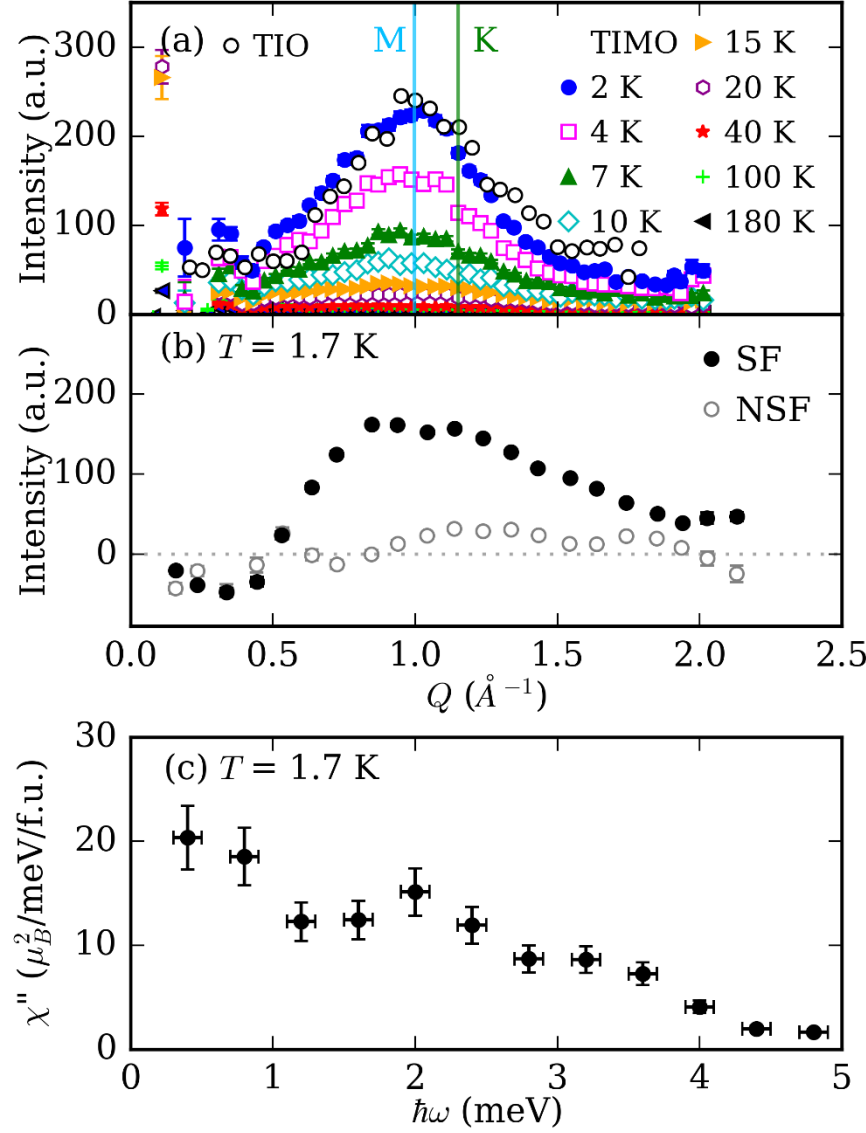 (a) TIO M K TIMO 15 K
2 K 20 K
4 K 40 K
7 K 100 K
10 K 180 K
300
200
100
0
Intensity (a.u.)
(b) T = 1.7 K SF
NSF
200
100
0
Intensity (a.u.)
0.0 0.5 1.0 1.5 2.0 2.5
Q (Å⁻¹)
(c) T = 1.7 K
30
20
10
0
χ" (μ_B²/meV/f.u.)
0 1 2 3 4 5
ħω (meV)